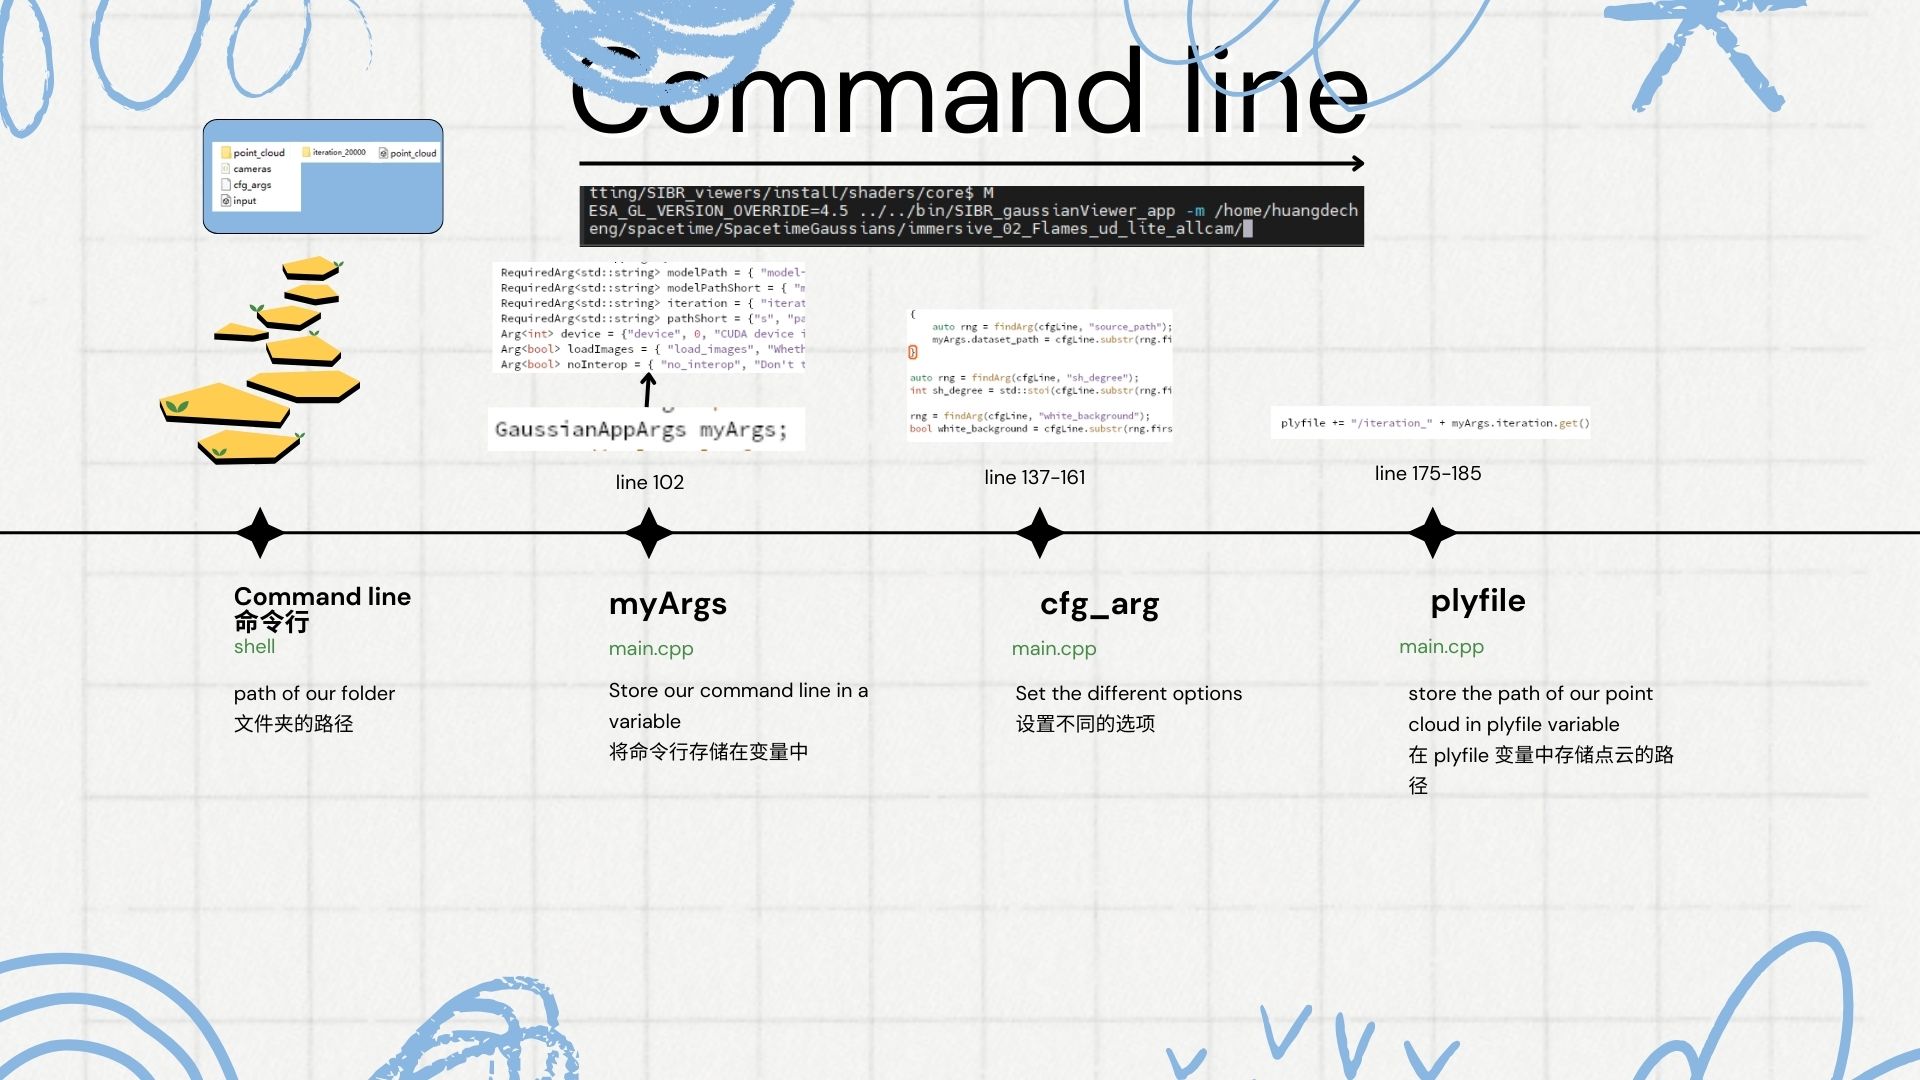 Command line
point_cloud
iteration_20000
point_cloud
cameras
cfg_args
input
tting/SIBR_viewers/install/shaders/core$ M
ESA_GL_VERSION_OVERRIDE=4.5 ../../bin/SIBR_gaussianViewer_app -m /home/huangdech
eng/spacetime/SpacetimeGaussians/immersive_02_Flames_ud_lite_allcam/
RequiredArg<std::string> modelPath = { "model-
RequiredArg<std::string> modelPathShort = { "m
RequiredArg<std::string> iteration = { "iterat
RequiredArg<std::string> pathShort = {"s", "pa
Arg<int> device = {"device", 0, "CUDA device i
Arg<bool> loadImages = { "load_images", "Wheth
Arg<bool> noInterop = { "no_interop", "Don't t
GaussianAppArgs myArgs;
line 102
{
auto rng = findArg(cfgLine, "source_path");
myArgs.dataset_path = cfgLine.substr(rng.fi
}
auto rng = findArg(cfgLine, "sh_degree");
int sh_degree = std::stoi(cfgLine.substr(rng.fi
rng = findArg(cfgLine, "white_background");
bool white_background = cfgLine.substr(rng.firs
line 137-161
plyfile += "/iteration_" + myArgs.iteration.get()
line 175-185
Command line
命令行
shell
path of our folder
文件夹的路径
myArgs
main.cpp
Store our command line in a
variable
将命令行存储在变量中
cfg_arg
main.cpp
Set the different options
设置不同的选项
plyfile
main.cpp
store the path of our point
cloud in plyfile variable
在 plyfile 变量中存储点云的路
径